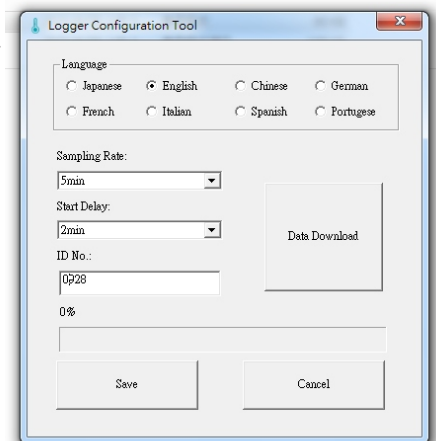 Logger Configuration Tool
Language
Japanese English Chinese German
French Italian Spanish Portugese
Sampling Rate:
5min
Start Delay:
2min
Data Download
ID No.:
0%
Save Cancel